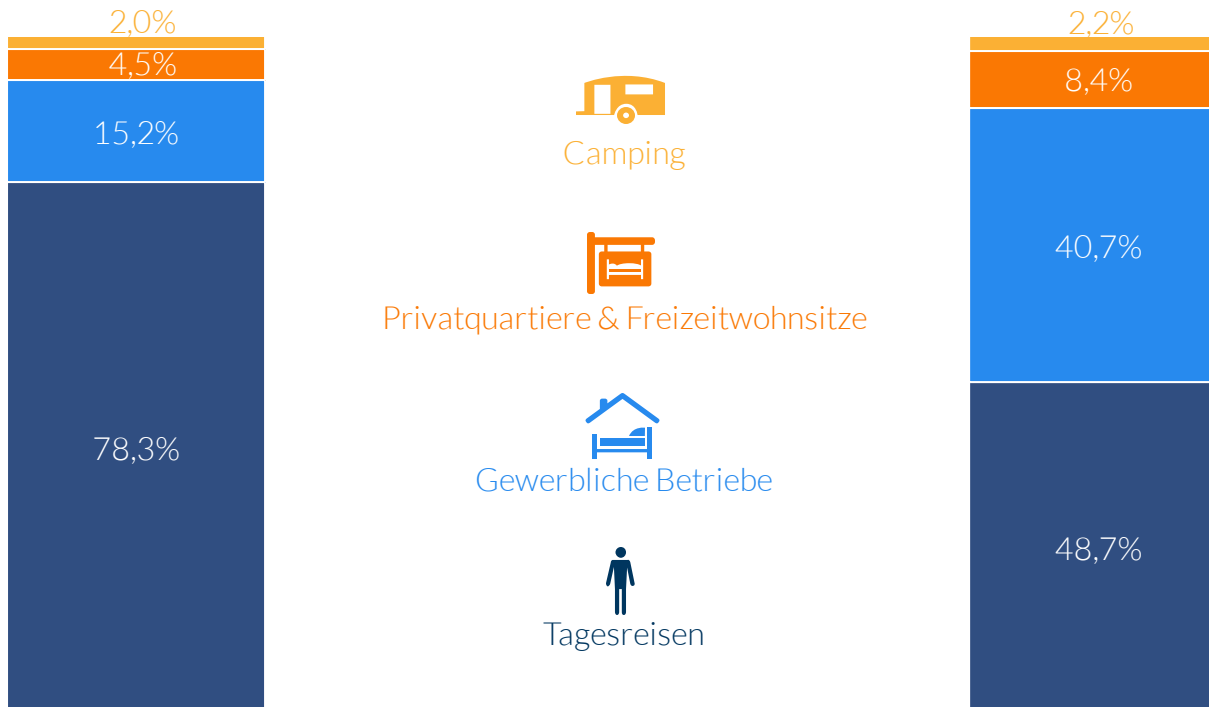 2,0%
4,5%
15,2%
78,3%
Camping
Privatquartiere & Freizeitwohnsitze
Gewerbliche Betriebe
Tagesreisen
2,2%
8,4%
40,7%
48,7%